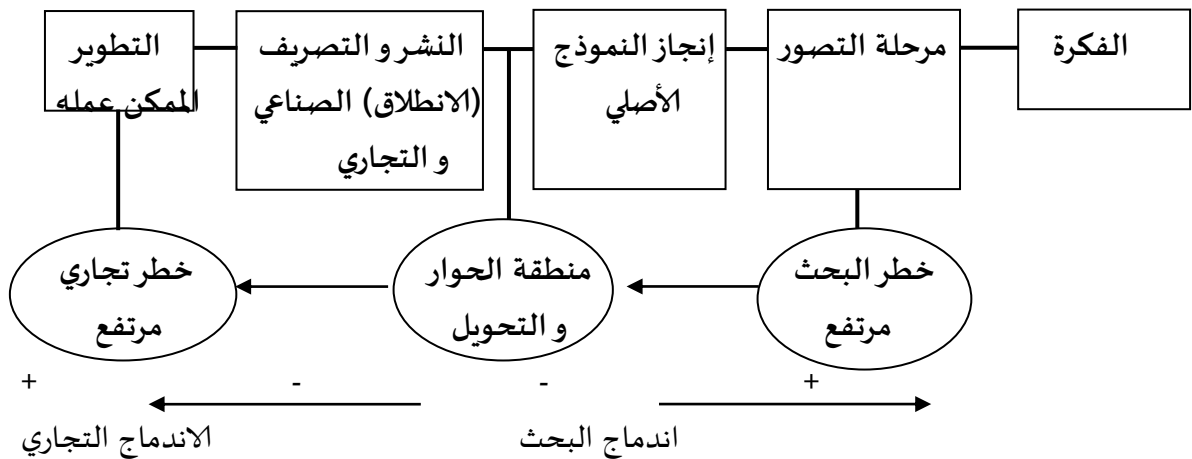 الفكرة
مرحلة التصور
إنجاز النموذج
الأصلي
النشر و التصريف
(الانطلاق) الصناعي
و التجاري
التطوير
الممكن عمله
خطر البحث
مرتفع
منطقة الحوار
و التحويل
خطر تجاري
مرتفع
+
-
-
+
اندماج البحث
الاندماج التجاري